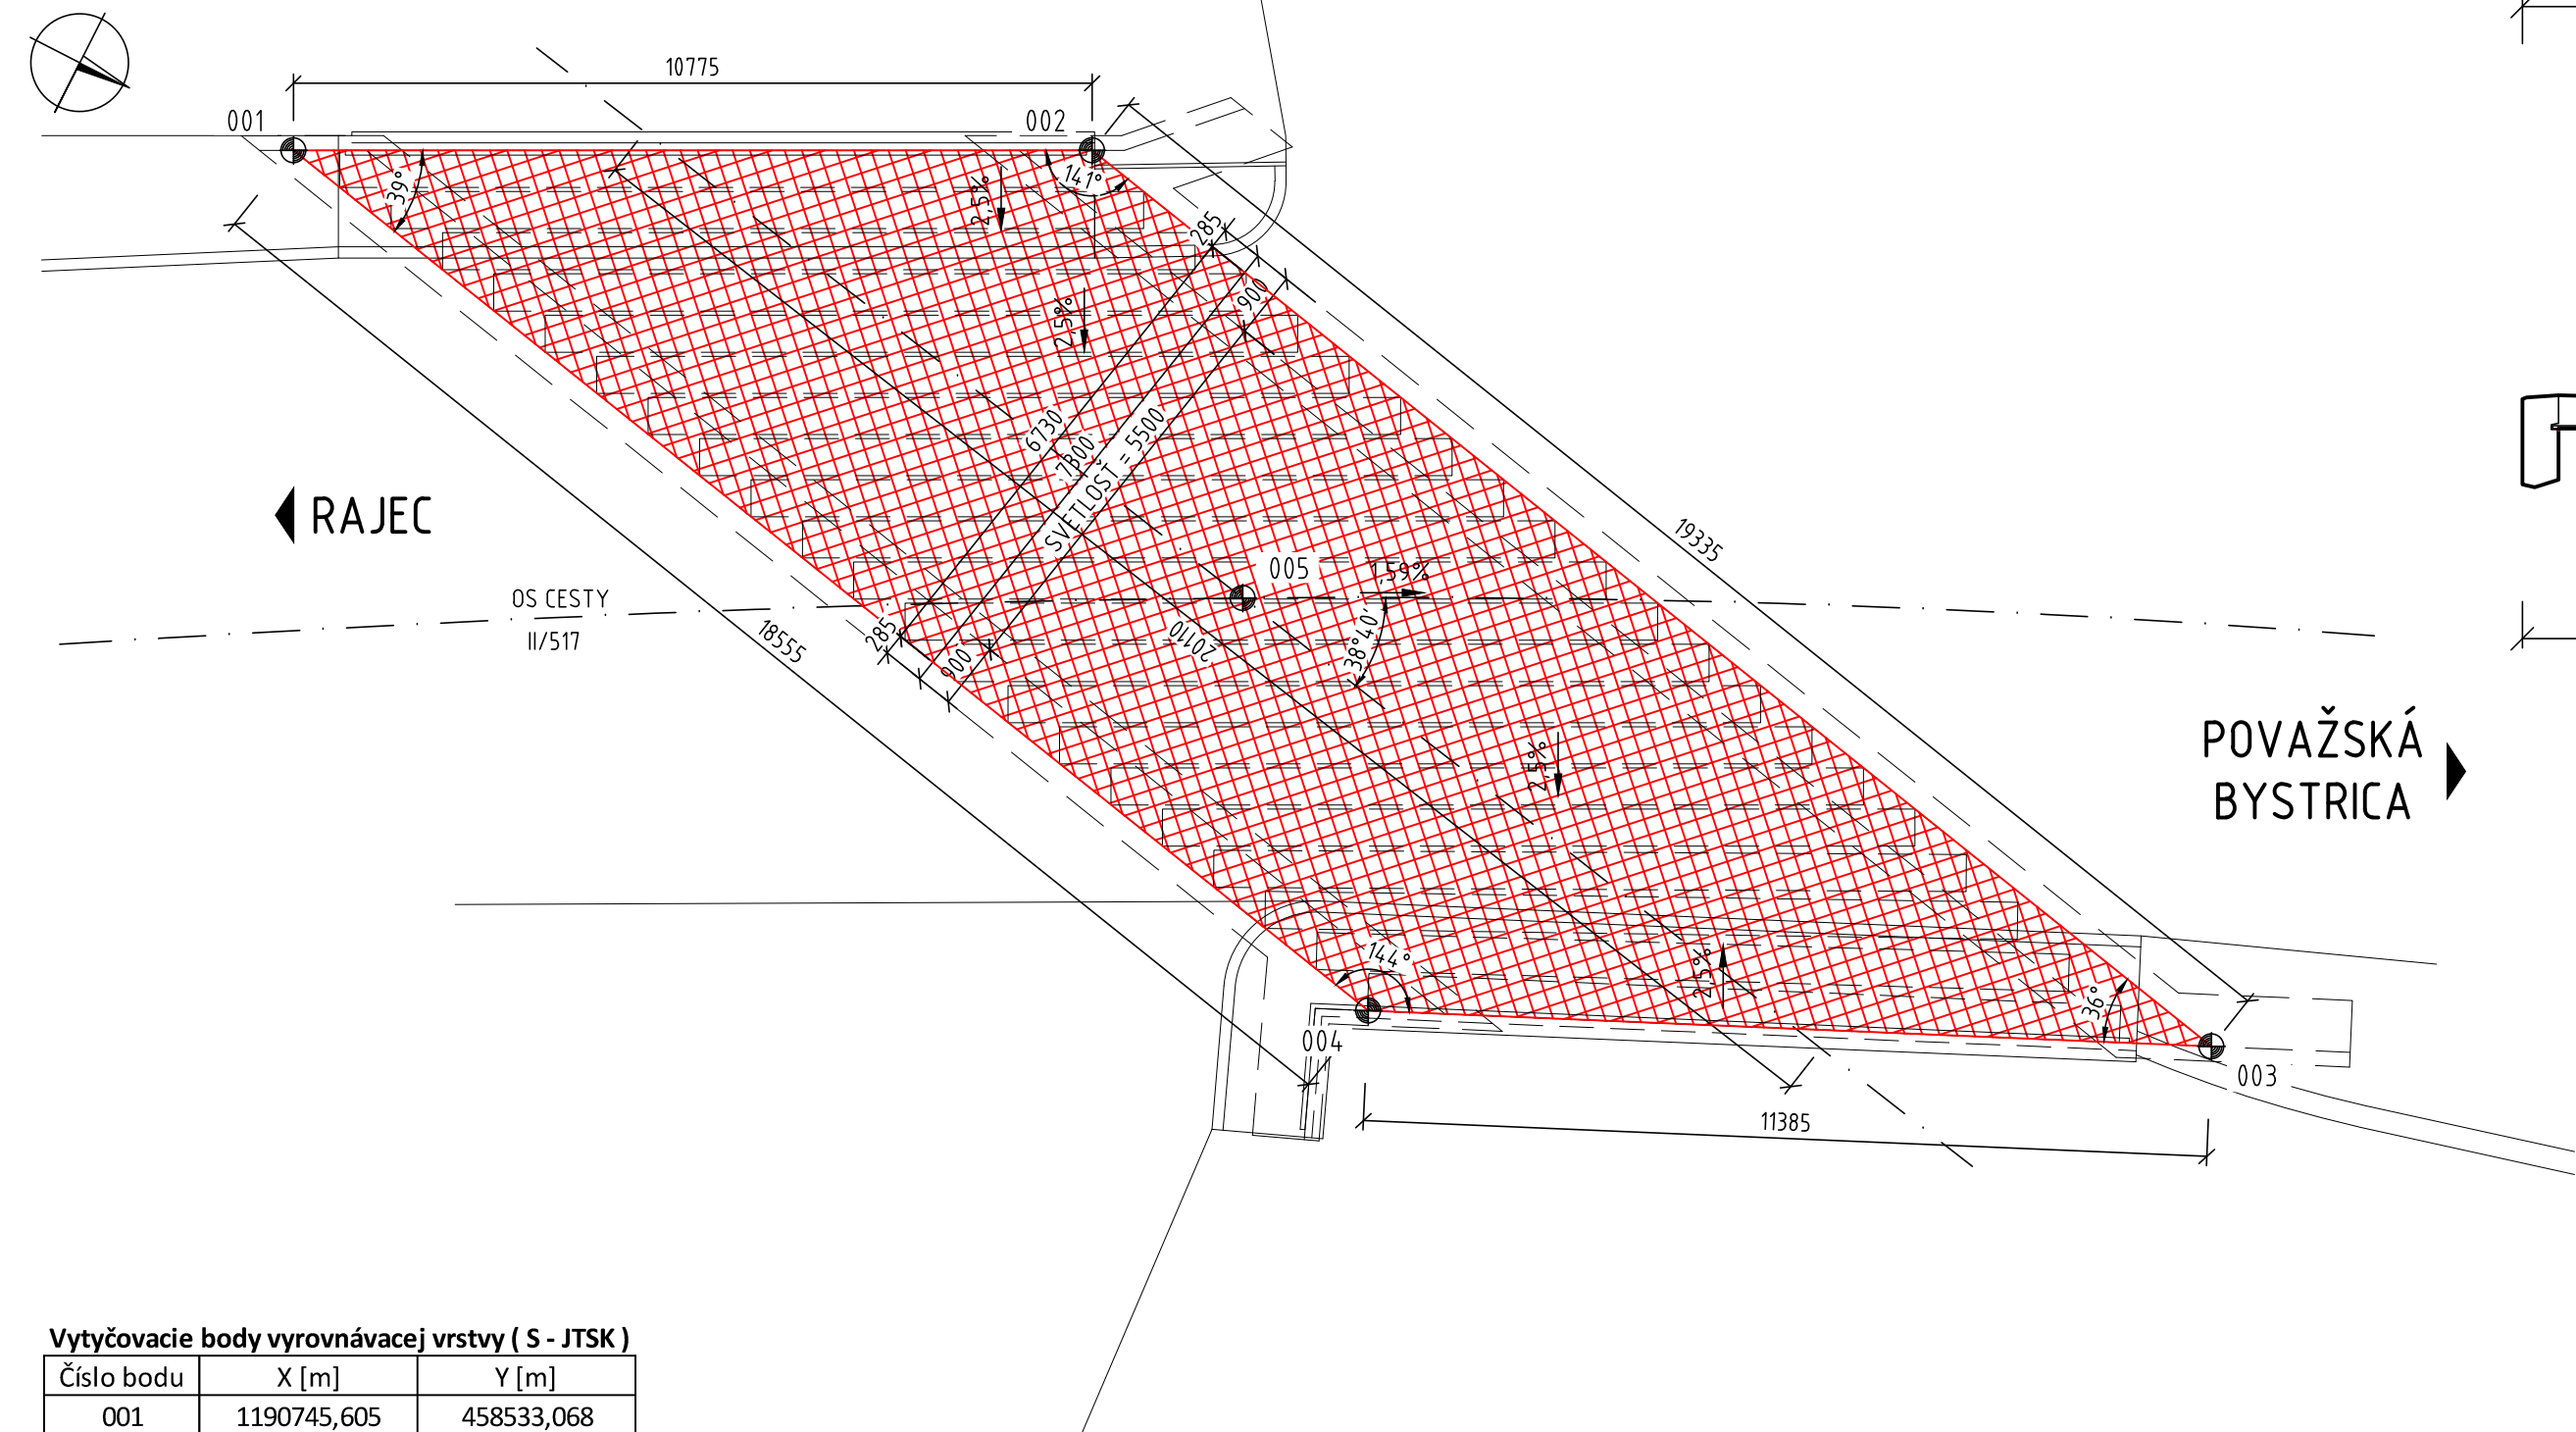 10775
001
002
39°
141°
2,5%
285
900
2,5%
6730
7300
SVETLOSŤ = 5500
RAJEC
19335
005
1,59%
OS CESTY
II/517
18555
285
900
20110
38°40'
POVAŽSKÁ
BYSTRICA
2,5%
144°
2,5%
36°
004
003
11385
Vytyčovacie body vyrovnávacej vrstvy ( S - JTSK )
Číslo bodu X [m] Y [m]
001 1190745,605 458533,068